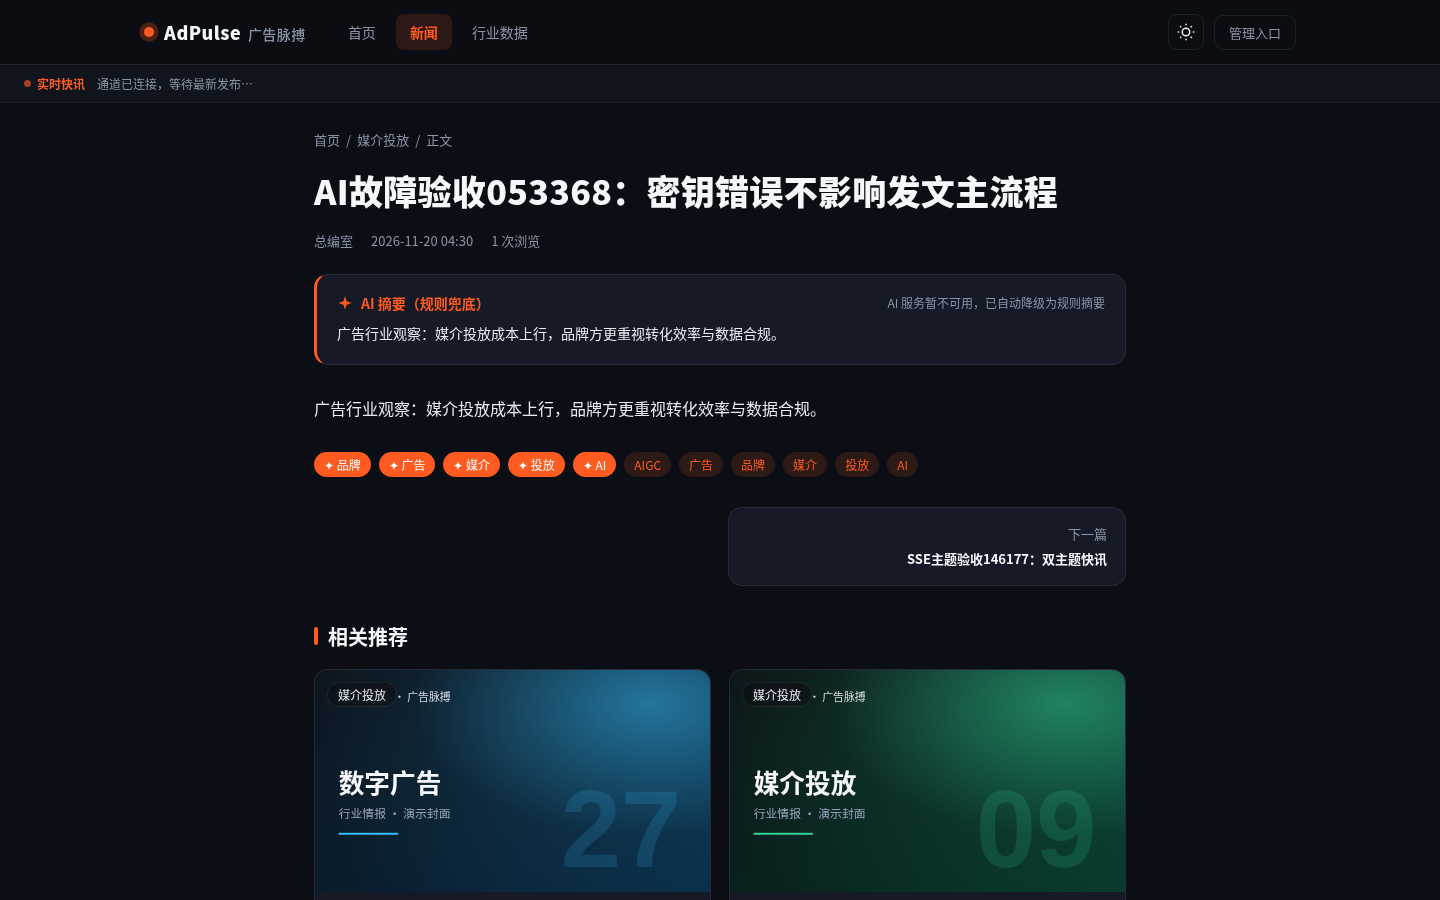 AdPulse 广告脉搏 首页 新闻 行业数据 管理入口
实时快讯 通道已连接，等待最新发布…
首页 / 媒介投放 / 正文
AI故障验收053368：密钥错误不影响发文主流程
总编室 2026-11-20 04:30 1 次浏览
AI 摘要（规则兜底） AI 服务暂不可用，已自动降级为规则摘要
广告行业观察：媒介投放成本上行，品牌方更重视转化效率与数据合规。
广告行业观察：媒介投放成本上行，品牌方更重视转化效率与数据合规。
✦ 品牌 ✦ 广告 ✦ 媒介 ✦ 投放 ✦ AI AIGC 广告 品牌 媒介 投放 AI
下一篇
SSE主题验收146177：双主题快讯
相关推荐
媒介投放 · 广告脉搏
数字广告
行业情报 · 演示封面
27
媒介投放 · 广告脉搏
媒介投放
行业情报 · 演示封面
09